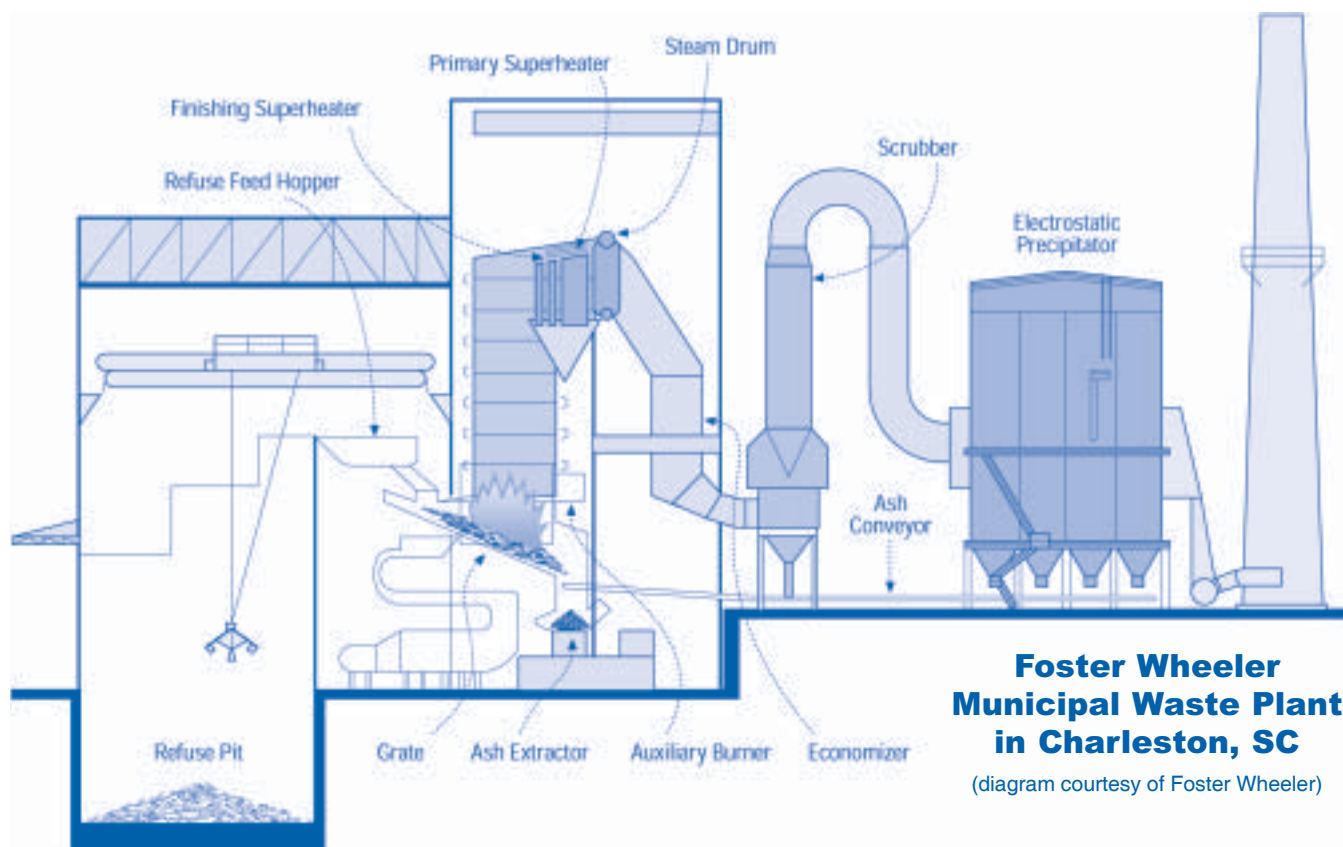 Steam Drum
Primary Superheater
Finishing Superheater
Scrubber
Refuse Feed Hopper
Electrostatic
Precipitator
Ash
Conveyor
Refuse Pit
Grate
Ash Extractor
Auxiliary Burner
Economizer
Foster Wheeler
Municipal Waste Plant
in Charleston, SC
(diagram courtesy of Foster Wheeler)